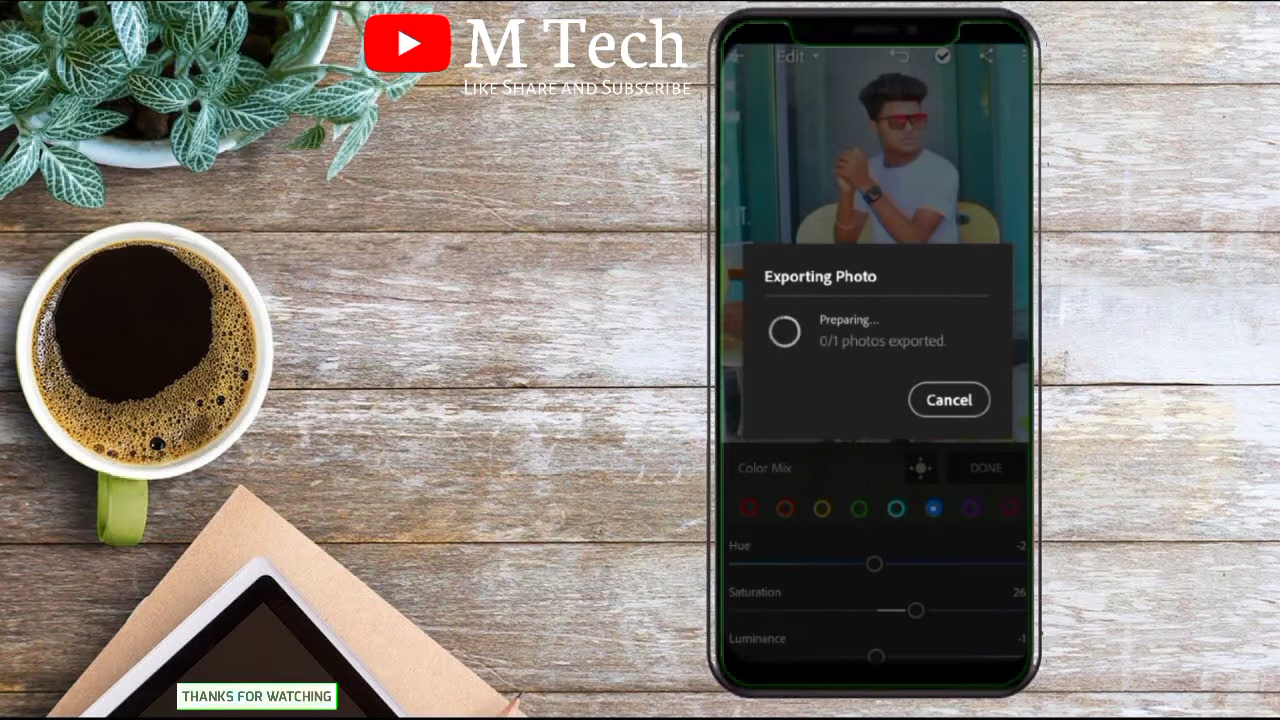 M Tech
Like Share and Subscribe
Edit
Exporting Photo
Preparing...
0/1 photos exported.
Cancel
Color Mix
DONE
Hue
-2
Saturation
26
Luminance
-1
THANKS FOR WATCHING